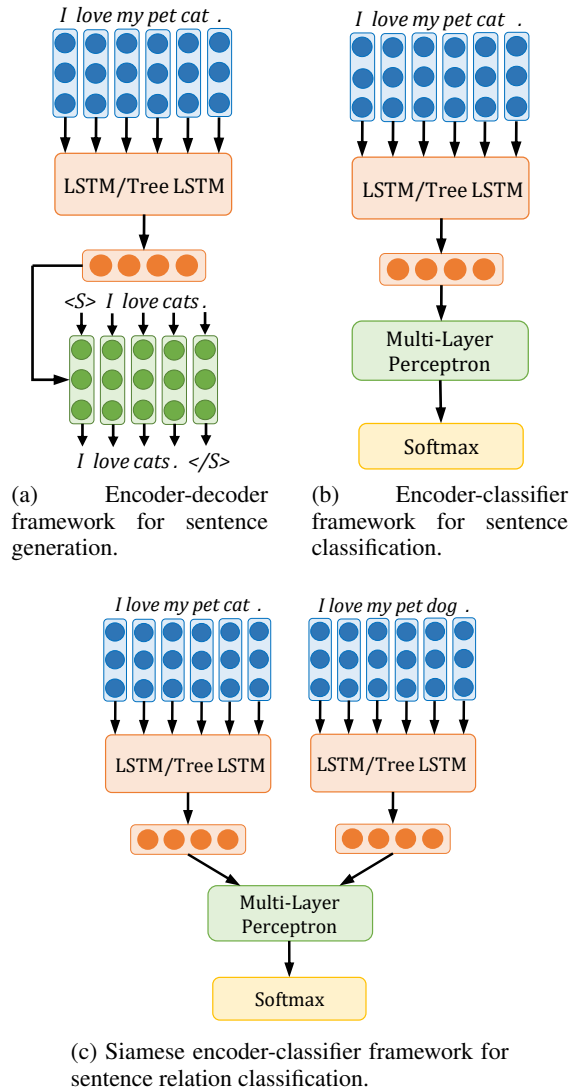 I love my pet cat .
LSTM/Tree LSTM
<S> I love cats .
I love cats . </S>
(a) Encoder-decoder
framework for sentence
generation.
I love my pet cat .
LSTM/Tree LSTM
Multi-Layer
Perceptron
Softmax
(b) Encoder-classifier
framework for sentence
classification.
I love my pet cat .
I love my pet dog .
LSTM/Tree LSTM
LSTM/Tree LSTM
Multi-Layer
Perceptron
Softmax
(c) Siamese encoder-classifier framework for
sentence relation classification.